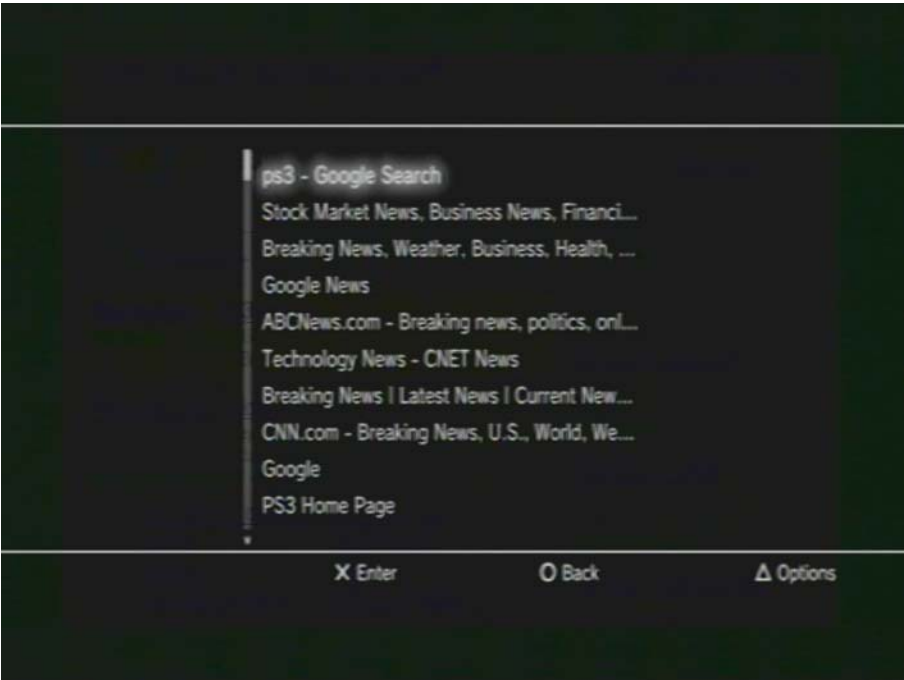 ps3 - Google Search
Stock Market News, Business News, Financi...
Breaking News, Weather, Business, Health, ...
Google News
ABCNews.com - Breaking news, politics, onl...
Technology News - CNET News
Breaking News | Latest News | Current New...
CNN.com - Breaking News, U.S., World, We...
Google
PS3 Home Page
X Enter O Back Δ Options